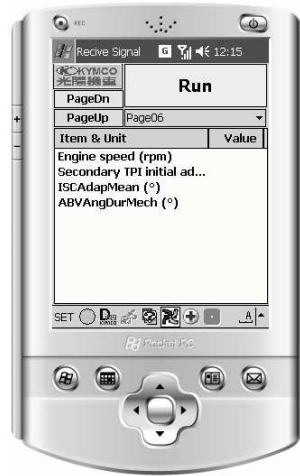 REC
Recive Signal G 12:15
KYMCO
光陽機車
Run
PageDn
PageUp Page06
Item & Unit Value
Engine speed (rpm)
Secondary TPI initial ad...
ISCAdapMean (°)
ABVAngDurMech (°)
SET A
Pocket PC